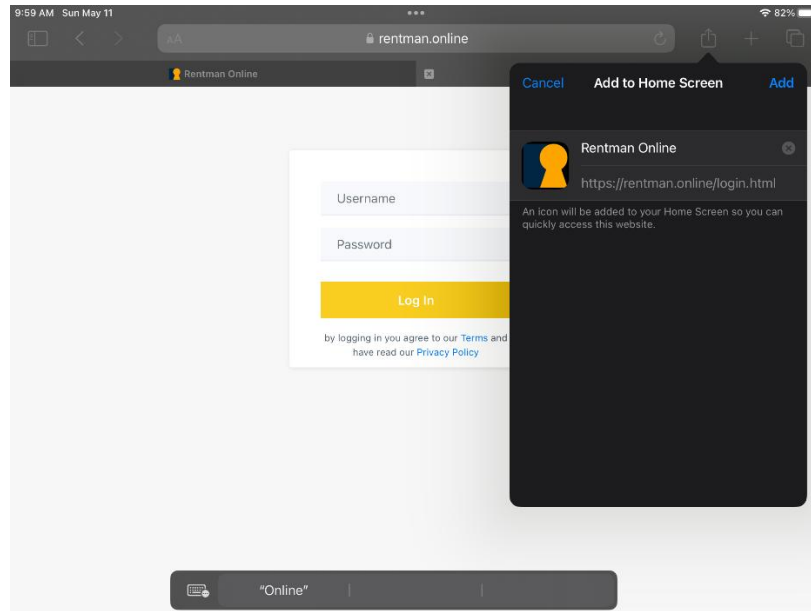 9:59 AM Sun May 11
82%
AA
rentman.online
Rentman Online
Cancel
Add to Home Screen
Add
Rentman Online
https://rentman.online/login.html
An icon will be added to your Home Screen so you can
quickly access this website.
Username
Password
Log In
by logging in you agree to our Terms and
have read our Privacy Policy
"Online"